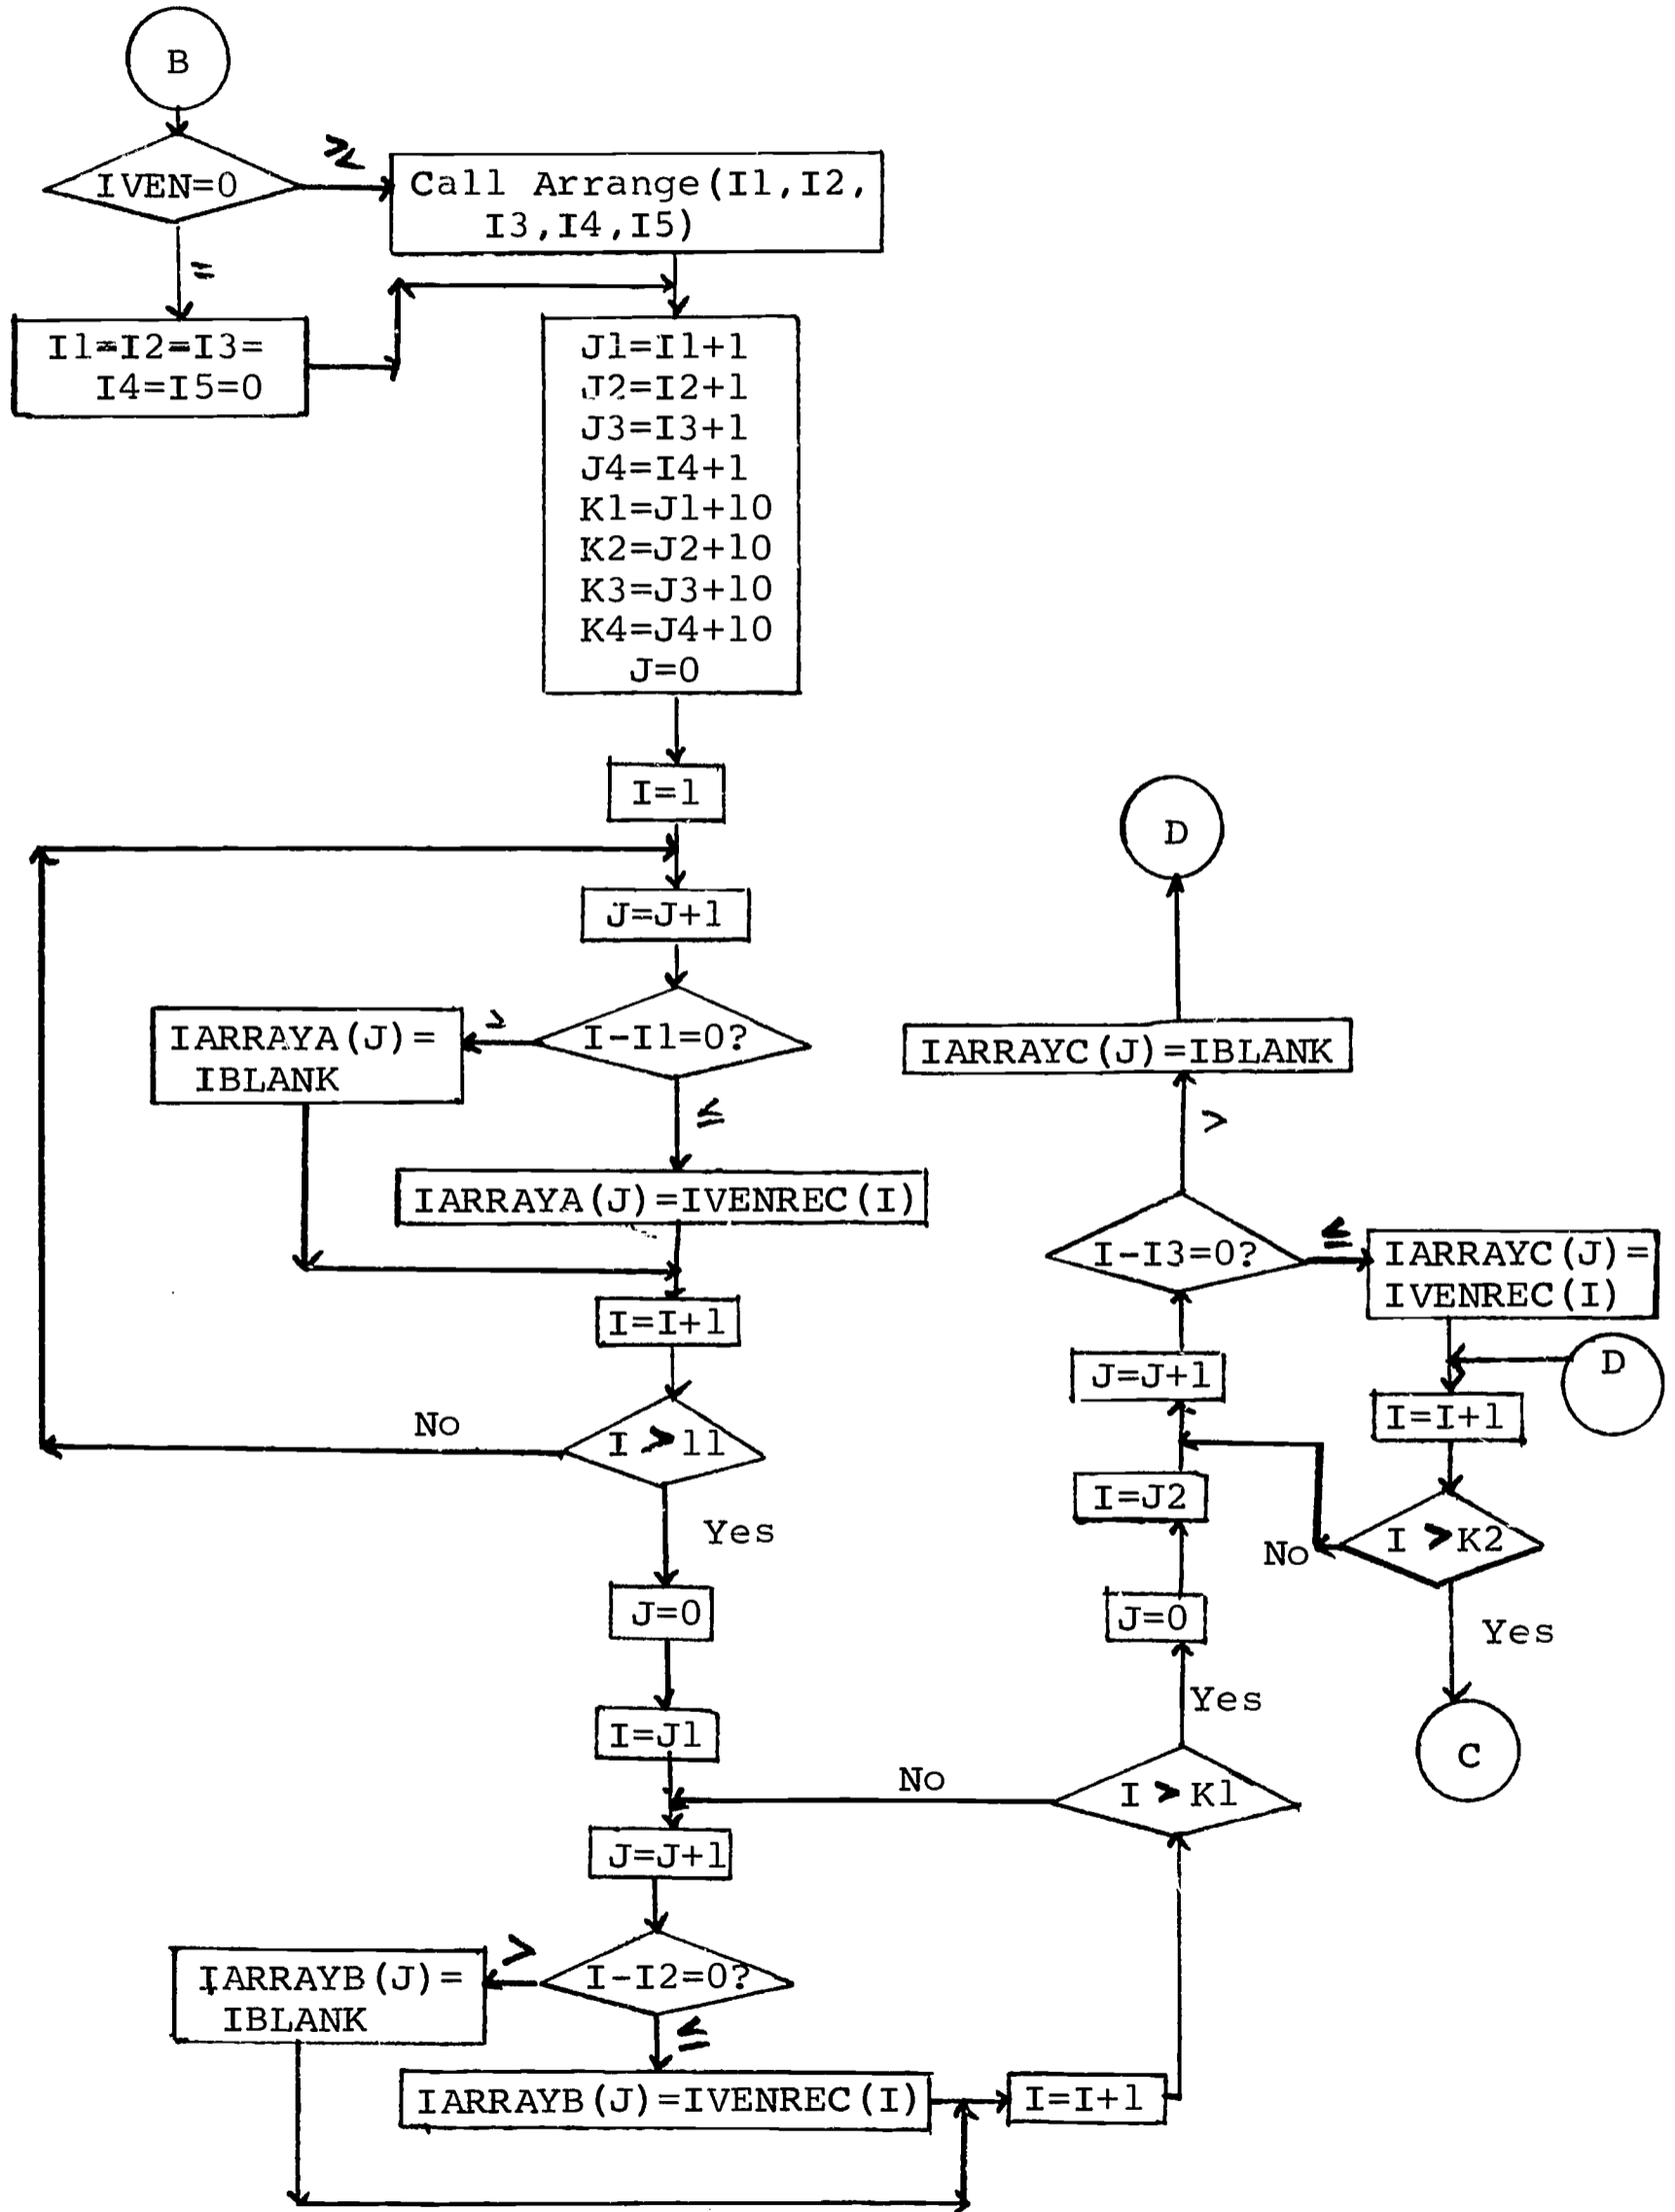 B
IVEN=0
≷
Call Arrange(I1,I2,
I3,I4,I5)
=
I1=I2=I3=
I4=I5=0
J1=I1+1
J2=I2+1
J3=I3+1
J4=I4+1
K1=J1+10
K2=J2+10
K3=J3+10
K4=J4+10
J=0
I=1
J=J+1
I-I1=0?
>
IARRAYA(J)=
IBLANK
≤
IARRAYA(J)=IVENREC(I)
I=I+1
I >11
No
Yes
J=0
I=J1
J=J+1
I-I2=0?
>
IARRAYB(J)=
IBLANK
≤
IARRAYB(J)=IVENREC(I)
I=I+1
I > K1
No
Yes
J=0
I=J2
J=J+1
I-I3=0?
>
IARRAYC(J)=IBLANK
D
≤
IARRAYC(J)=
IVENREC(I)
D
I=I+1
I >K2
No
Yes
C